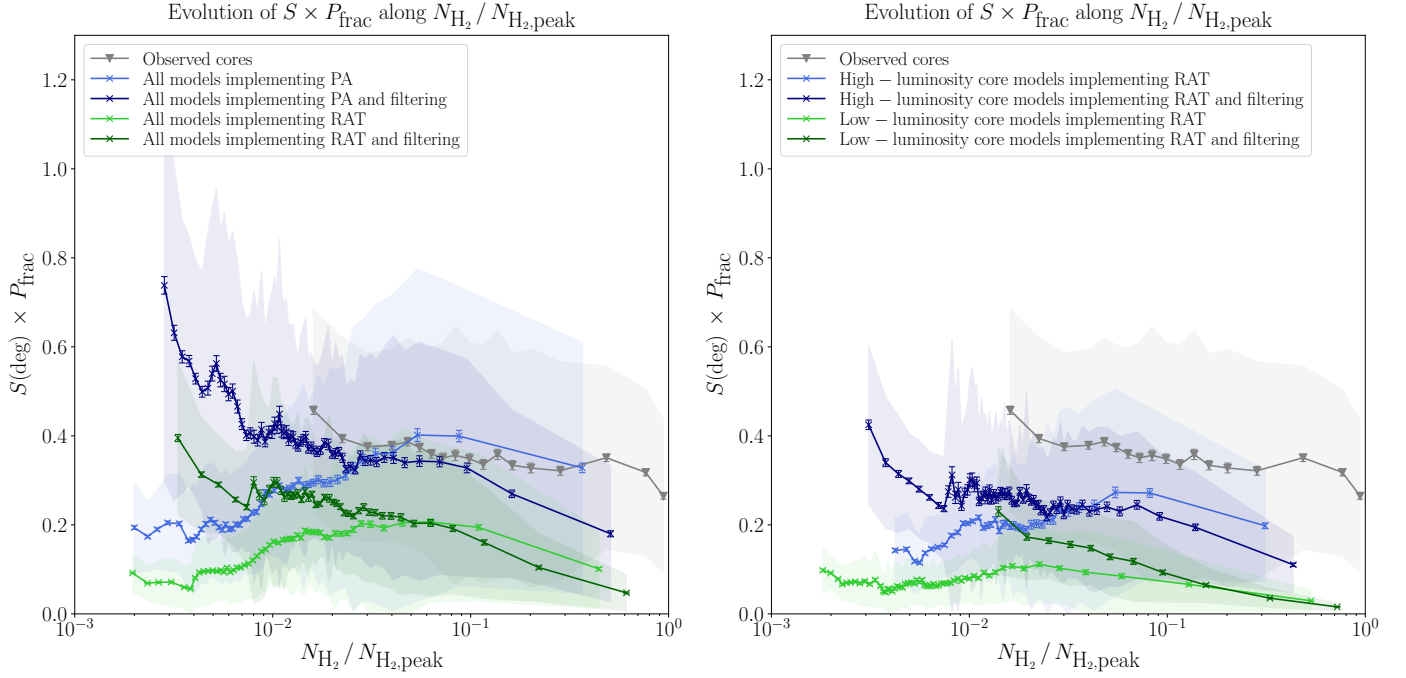 Evolution of S × P_frac along N_H₂ / N_H₂,peak
Observed cores
All models implementing PA
All models implementing PA and filtering
All models implementing RAT
All models implementing RAT and filtering
S(deg) × P_frac
1.2
1.0
0.8
0.6
0.4
0.2
0.0
10⁻³
10⁻²
10⁻¹
10⁰
N_H₂ / N_H₂,peak
Evolution of S × P_frac along N_H₂ / N_H₂,peak
Observed cores
High − luminosity core models implementing RAT
High − luminosity core models implementing RAT and filtering
Low − luminosity core models implementing RAT
Low − luminosity core models implementing RAT and filtering
S(deg) × P_frac
1.2
1.0
0.8
0.6
0.4
0.2
0.0
10⁻³
10⁻²
10⁻¹
10⁰
N_H₂ / N_H₂,peak